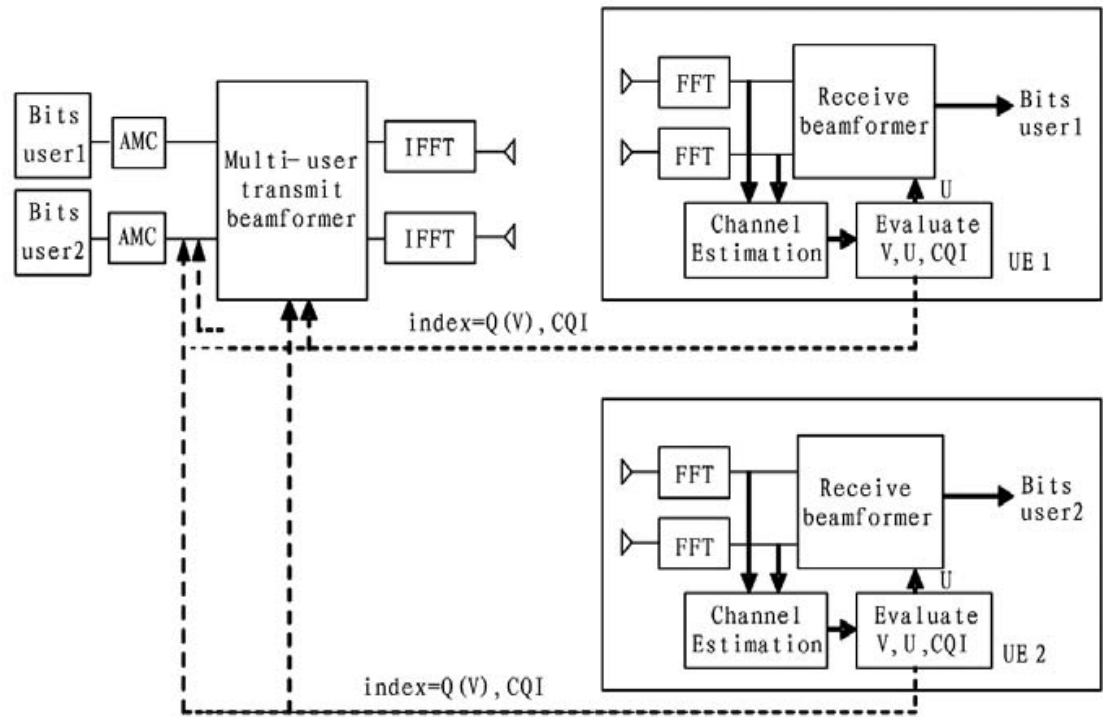 Bits
user1
AMC
Bits
user2
AMC
Multi-user
transmit
beamformer
IFFT
IFFT
FFT
FFT
Receive
beamformer
Bits
user1
U
Channel
Estimation
Evaluate
V,U,CQI
UE 1
index=Q(V),CQI
FFT
FFT
Receive
beamformer
Bits
user2
U
Channel
Estimation
Evaluate
V,U,CQI
UE 2
index=Q(V),CQI